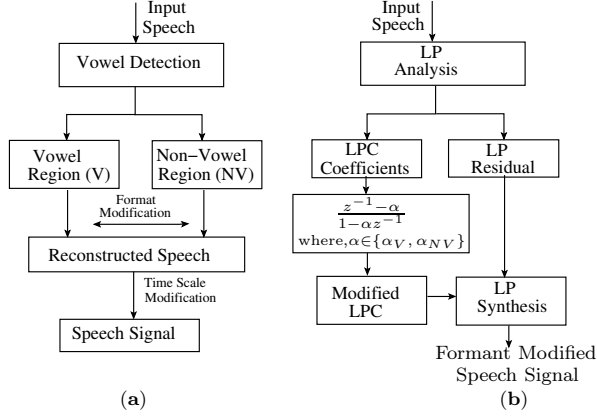 Input
Speech
Vowel Detection
Vowel
Region (V)
Non−Vowel
Region (NV)
Format
Modification
Reconstructed Speech
Time Scale
Modification
Speech Signal
(a)
Input
Speech
LP
Analysis
LPC
Coefficients
LP
Residual
z⁻¹−α
1−αz⁻¹
where,α∈{α_V, α_NV}
Modified
LPC
LP
Synthesis
Formant Modified
Speech Signal
(b)